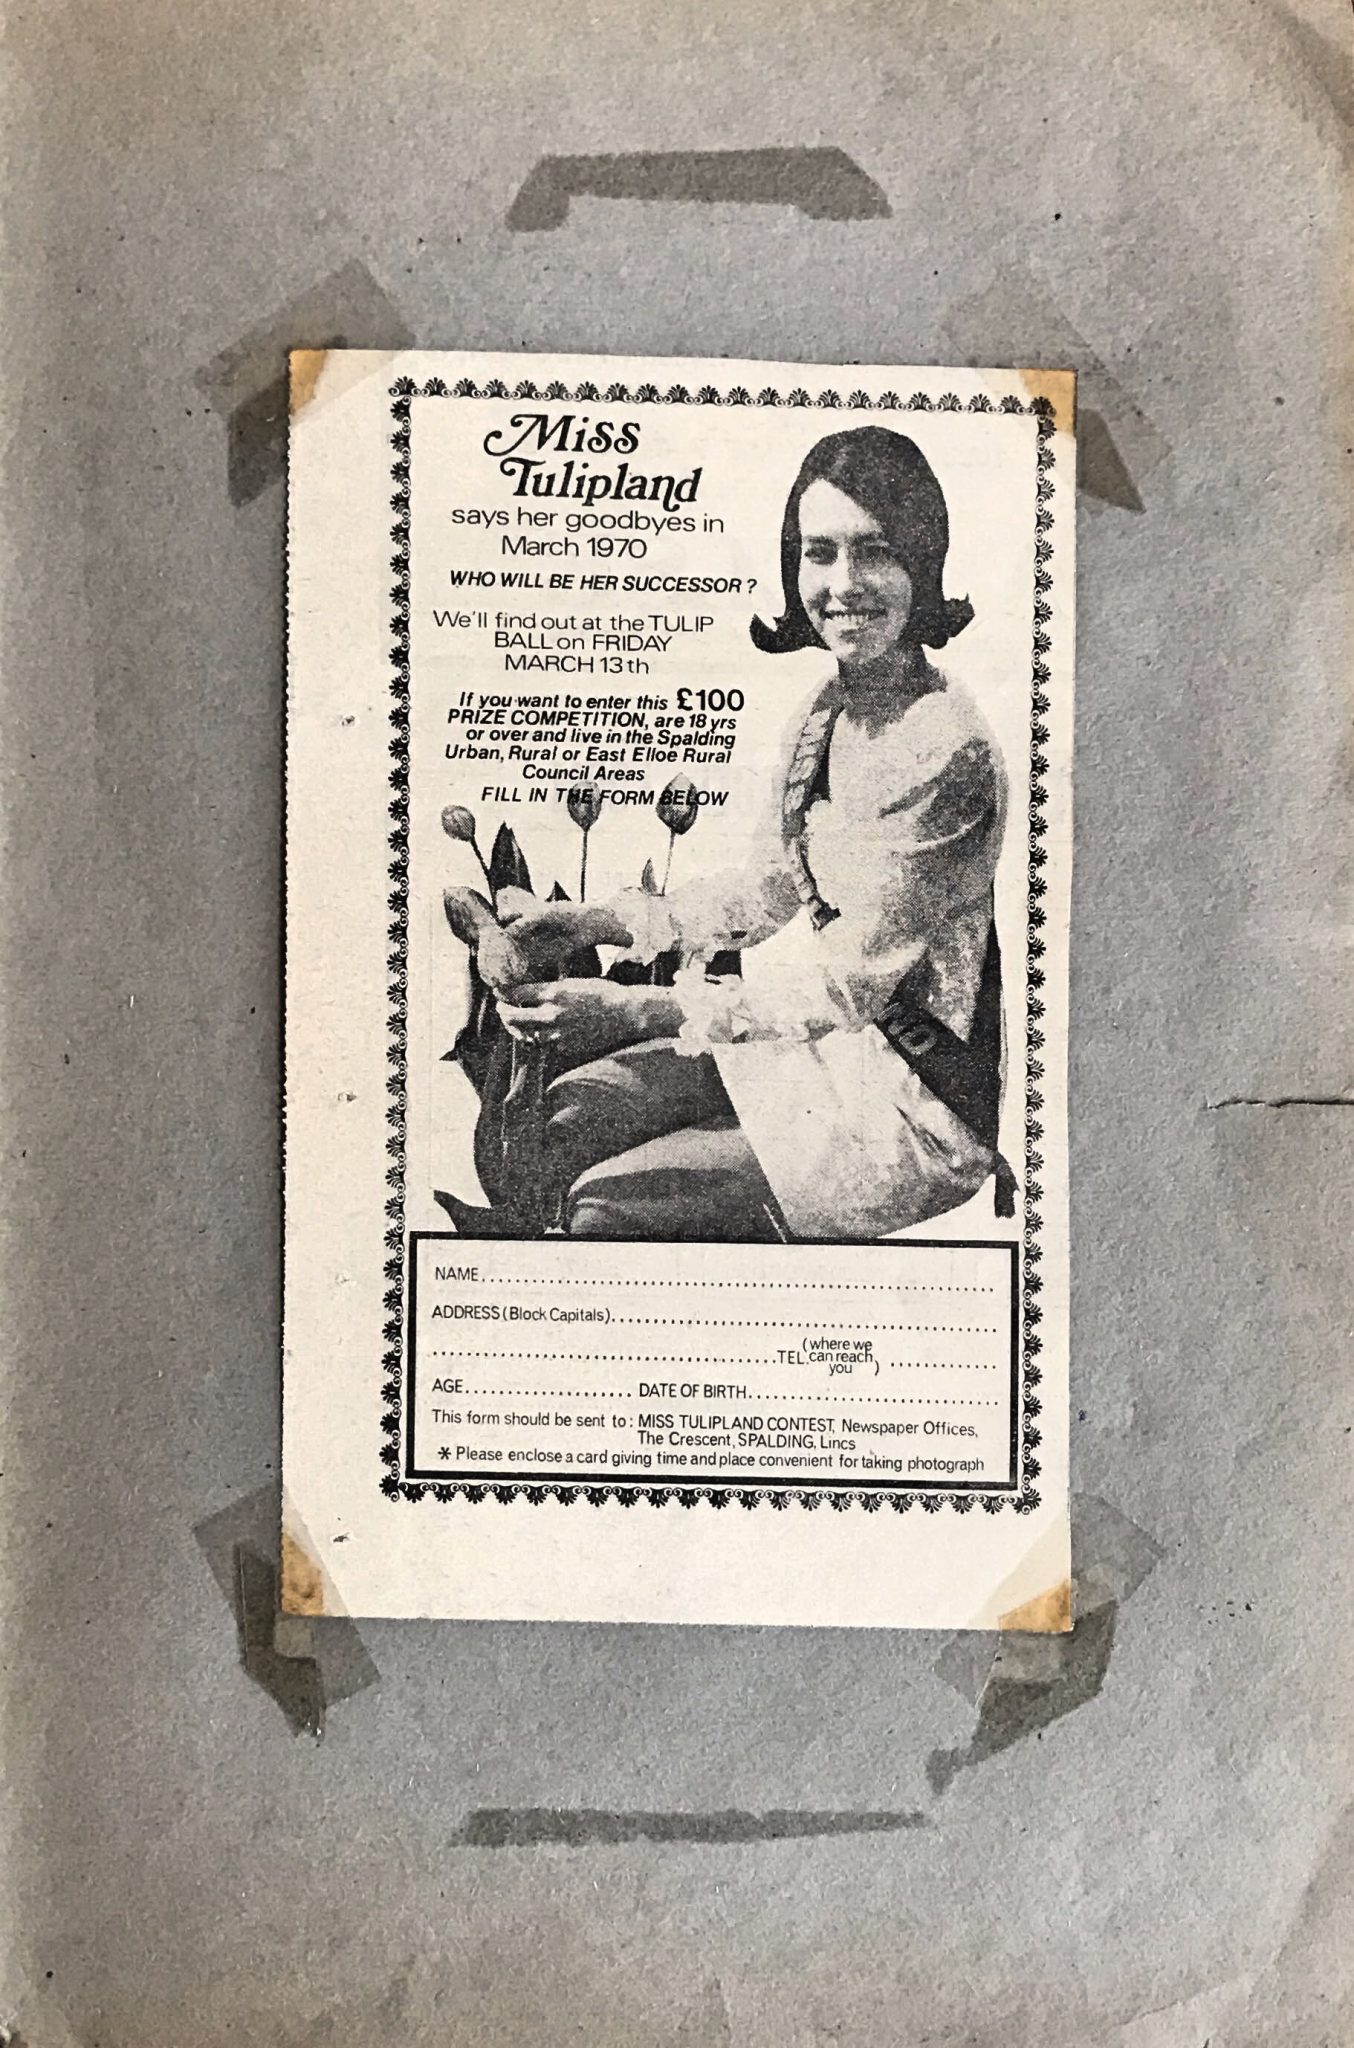 Miss
Tulipland
says her goodbyes in
March 1970
WHO WILL BE HER SUCCESSOR?
We'll find out at the TULIP
BALL on FRIDAY
MARCH 13th
If you want to enter this £100
PRIZE COMPETITION, are 18 yrs
or over and live in the Spalding
Urban, Rural or East Elloe Rural
Council Areas
FILL IN THE FORM BELOW
MISS
ND
NAME
ADDRESS (Block Capitals)
TEL. (where we can reach you)
AGE DATE OF BIRTH
This form should be sent to: MISS TULIPLAND CONTEST, Newspaper Offices,
The Crescent, SPALDING, Lincs
* Please enclose a card giving time and place convenient for taking photograph